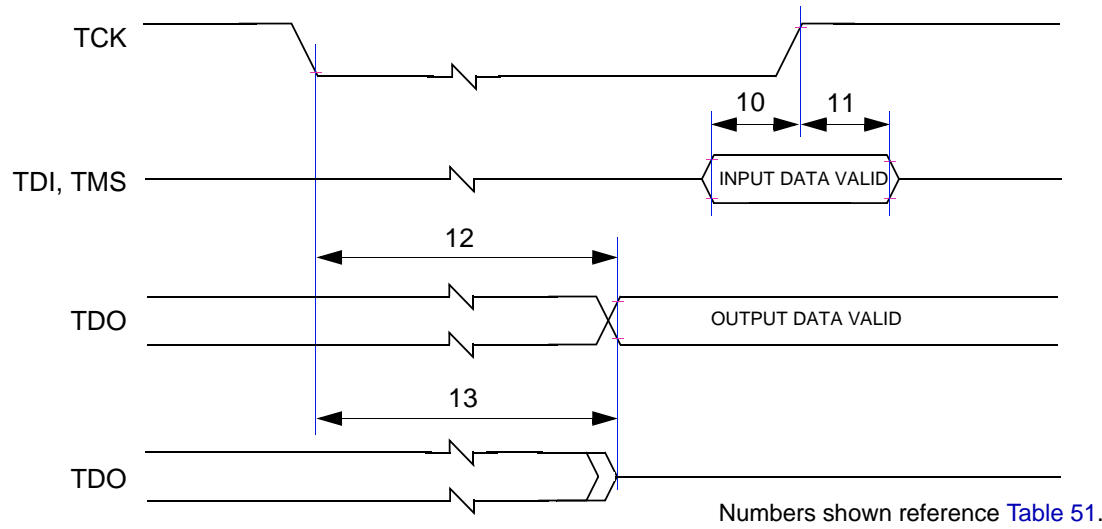 TCK
10
11
TDI, TMS
INPUT DATA VALID
12
TDO
OUTPUT DATA VALID
13
TDO
Numbers shown reference Table 51.